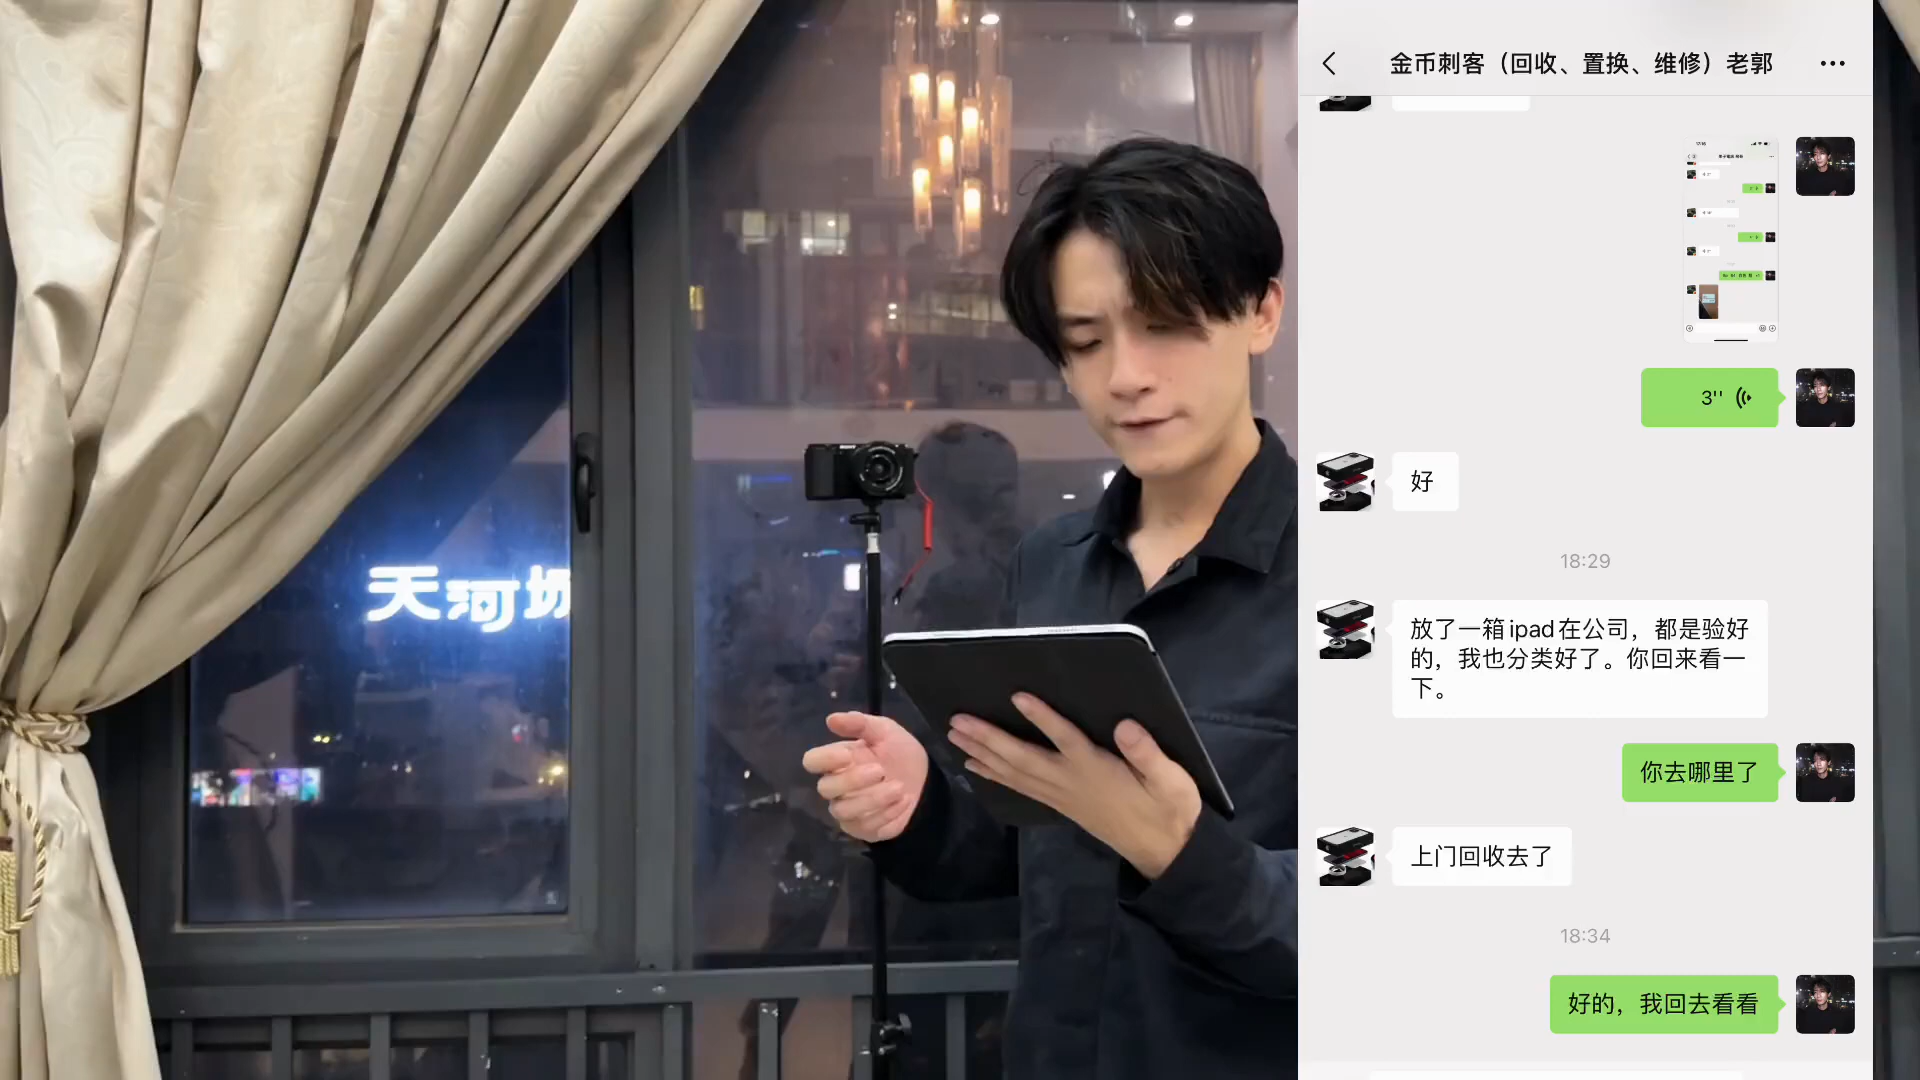 天河城
金币刺客（回收、置换、维修）老郭
3''
好
18:29
放了一箱ipad在公司，都是验好
的，我也分类好了。你回来看一
下。
你去哪里了
上门回收去了
18:34
好的，我回去看看